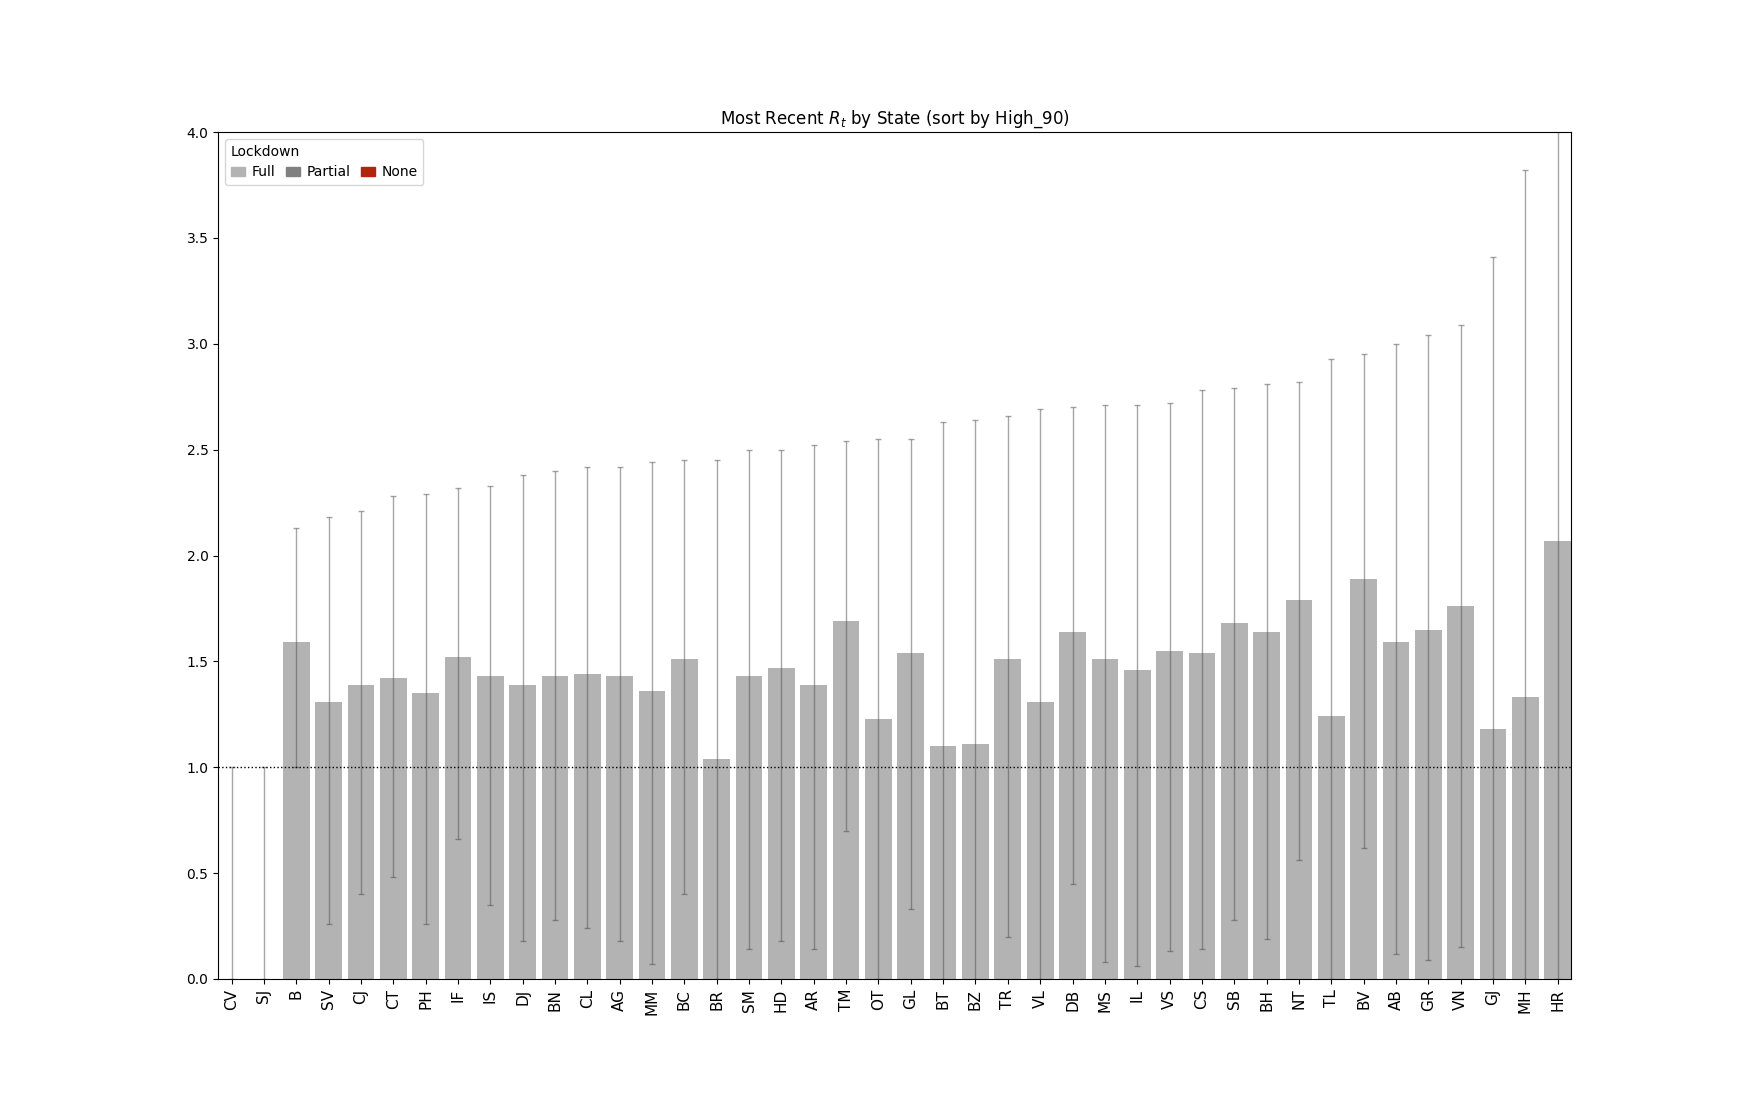 Most Recent Rt by State (sort by High_90)
4.0
3.5
3.0
2.5
2.0
1.5
1.0
0.5
0.0
Lockdown
Full Partial None
CV SJ B SV CJ CT PH IF IS DJ BN CL AG MM BC BR SM HD AR TM OT GL BT BZ TR VL DB MS IL VS CS SB BH NT TL BV AB GR VN GJ MH HR